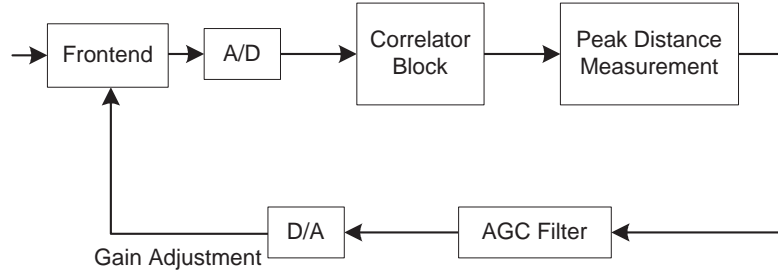 Frontend
A/D
Correlator
Block
Peak Distance
Measurement
D/A
AGC Filter
Gain Adjustment